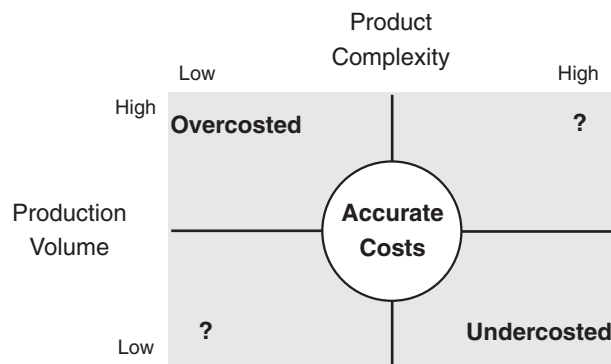 Product
Complexity
Low
High
High
Overcosted
?
Production
Volume
Accurate
Costs
?
Undercosted
Low